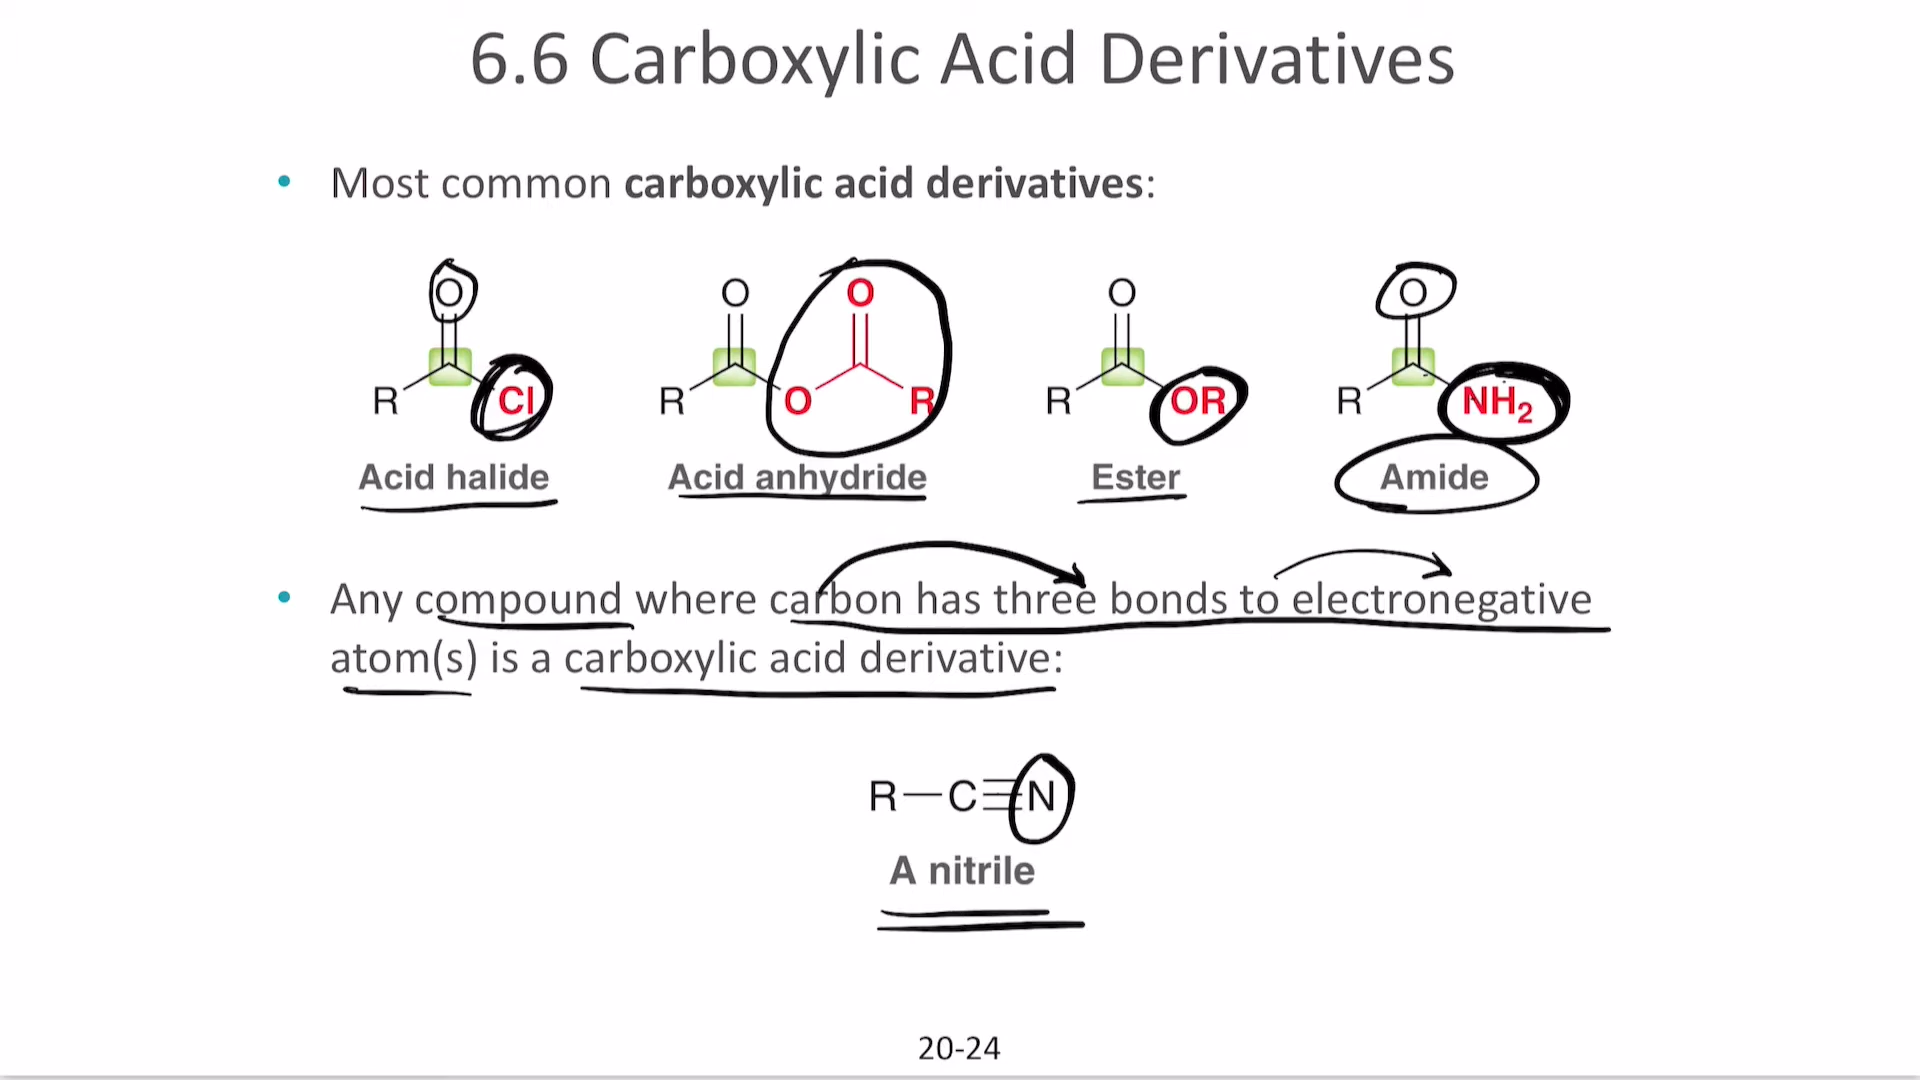 6.6 Carboxylic Acid Derivatives
• Most common carboxylic acid derivatives:
O O O O O
R Cl R O R R OR R NH₂
Acid halide Acid anhydride Ester Amide
• Any compound where carbon has three bonds to electronegative
atom(s) is a carboxylic acid derivative:
R—C≡N
A nitrile
20-24